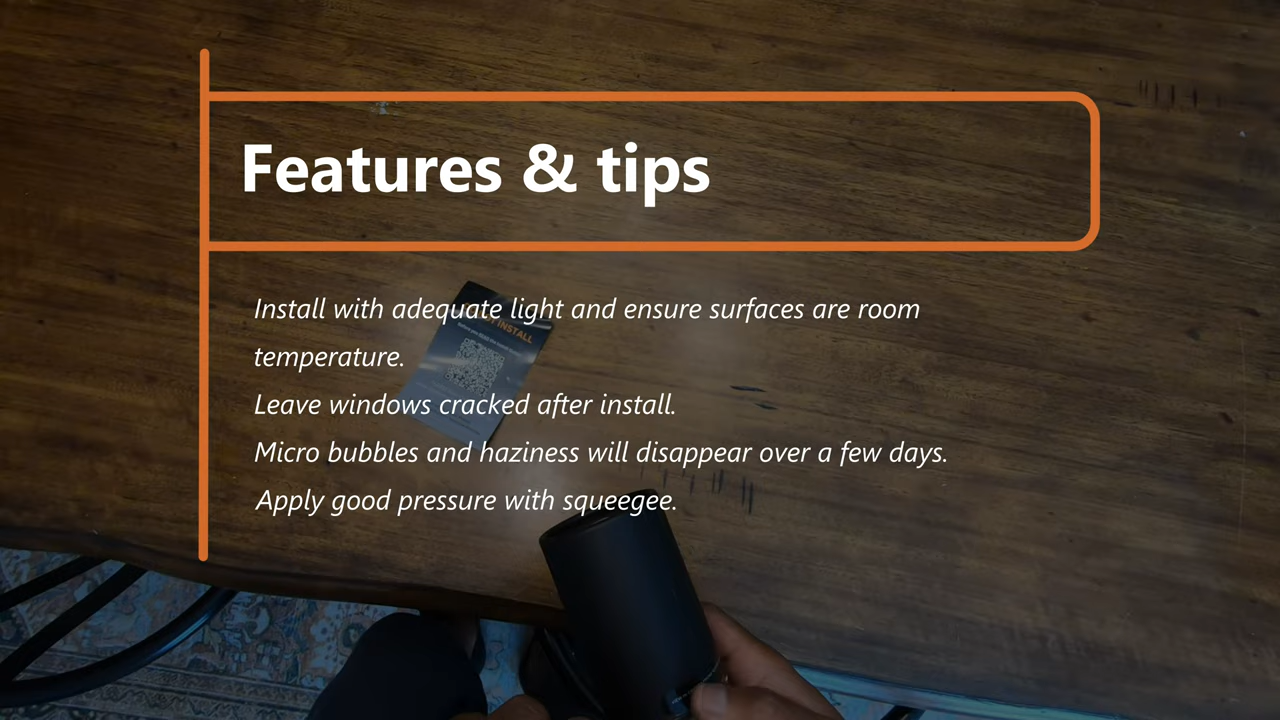 Features & tips
Install with adequate light and ensure surfaces are room
temperature.
INSTALL
Leave windows cracked after install.
Micro bubbles and haziness will disappear over a few days.
Apply good pressure with squeegee.